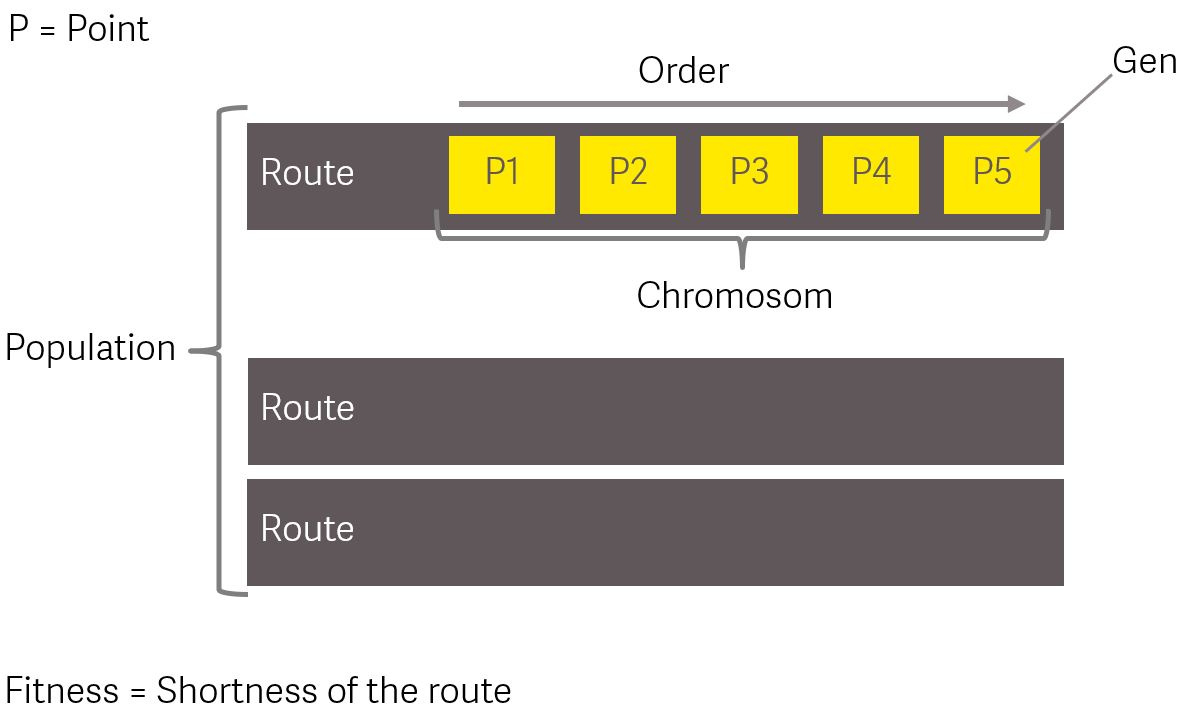 P = Point
Order
Gen
Route
P1
P2
P3
P4
P5
Chromosom
Population
Route
Route
Fitness = Shortness of the route